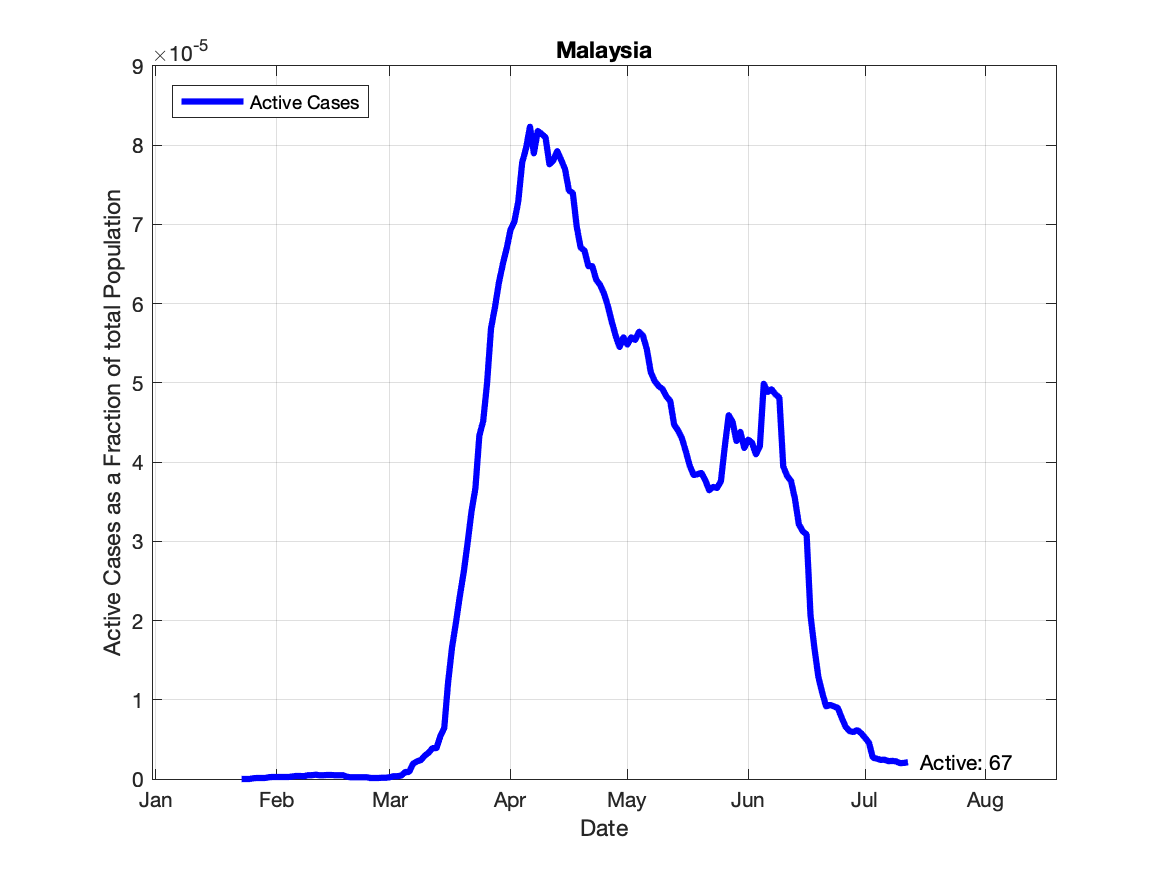 Malaysia
×10-5
Active Cases
9
8
7
6
5
4
3
2
1
0
Active Cases as a Fraction of total Population
Active: 67
Jan Feb Mar Apr May Jun Jul Aug
Date